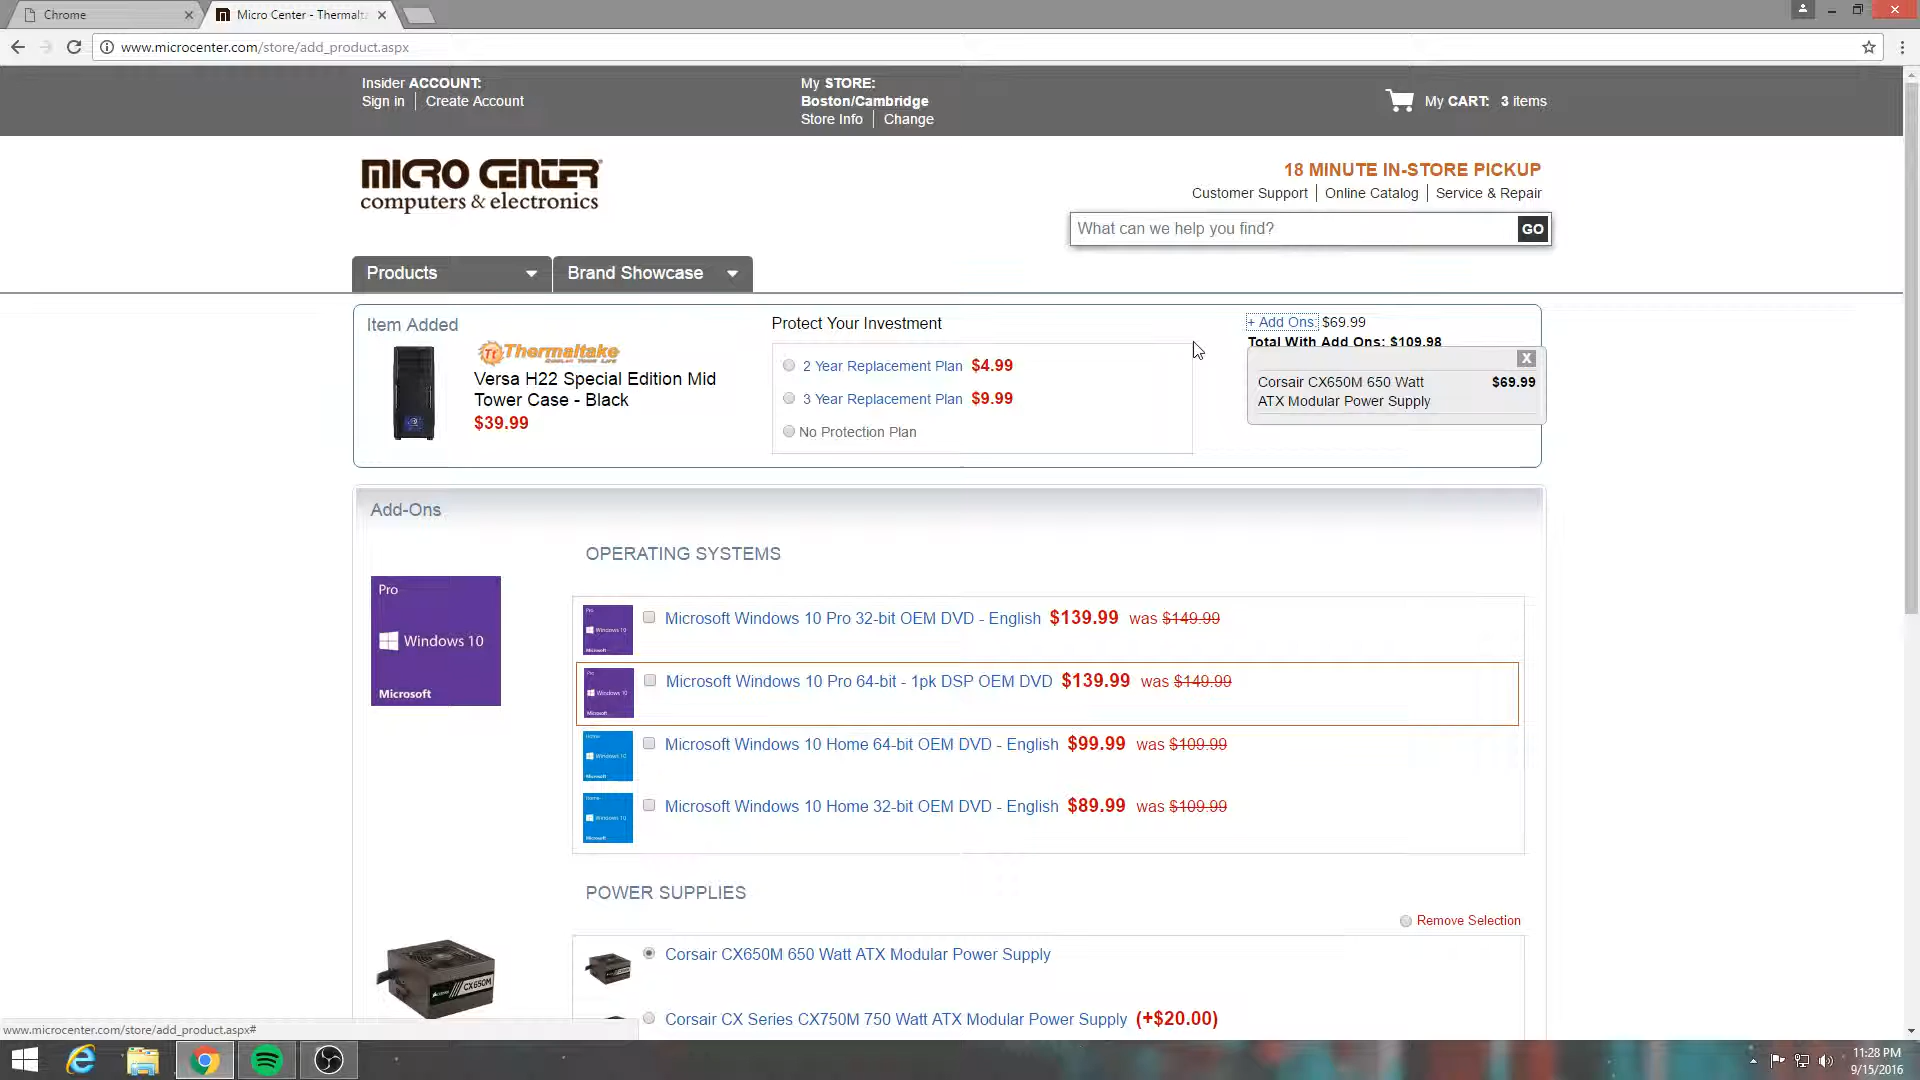 Chrome
Micro Center - Thermalt
www.microcenter.com/store/add_product.aspx
Insider ACCOUNT:
Sign in
Create Account
My STORE:
Boston/Cambridge
Store Info
Change
My CART: 3 items
MICRO CENTER
computers & electronics
18 MINUTE IN-STORE PICKUP
Customer Support
Online Catalog
Service & Repair
What can we help you find?
GO
Products
Brand Showcase
Item Added
Thermaltake
Versa H22 Special Edition Mid
Tower Case - Black
$39.99
Protect Your Investment
2 Year Replacement Plan $4.99
3 Year Replacement Plan $9.99
No Protection Plan
+ Add Ons: $69.99
Total With Add Ons: $109.98
X
Corsair CX650M 650 Watt
ATX Modular Power Supply
$69.99
Add-Ons
OPERATING SYSTEMS
Pro
Windows 10
Microsoft
Microsoft Windows 10 Pro 32-bit OEM DVD - English $139.99 was $149.99
Microsoft Windows 10 Pro 64-bit - 1pk DSP OEM DVD $139.99 was $149.99
Microsoft Windows 10 Home 64-bit OEM DVD - English $99.99 was $109.99
Microsoft Windows 10 Home 32-bit OEM DVD - English $89.99 was $109.99
POWER SUPPLIES
Remove Selection
Corsair CX650M 650 Watt ATX Modular Power Supply
CX650M
Corsair CX Series CX750M 750 Watt ATX Modular Power Supply (+$20.00)
www.microcenter.com/store/add_product.aspx#
11:28 PM
9/15/2016